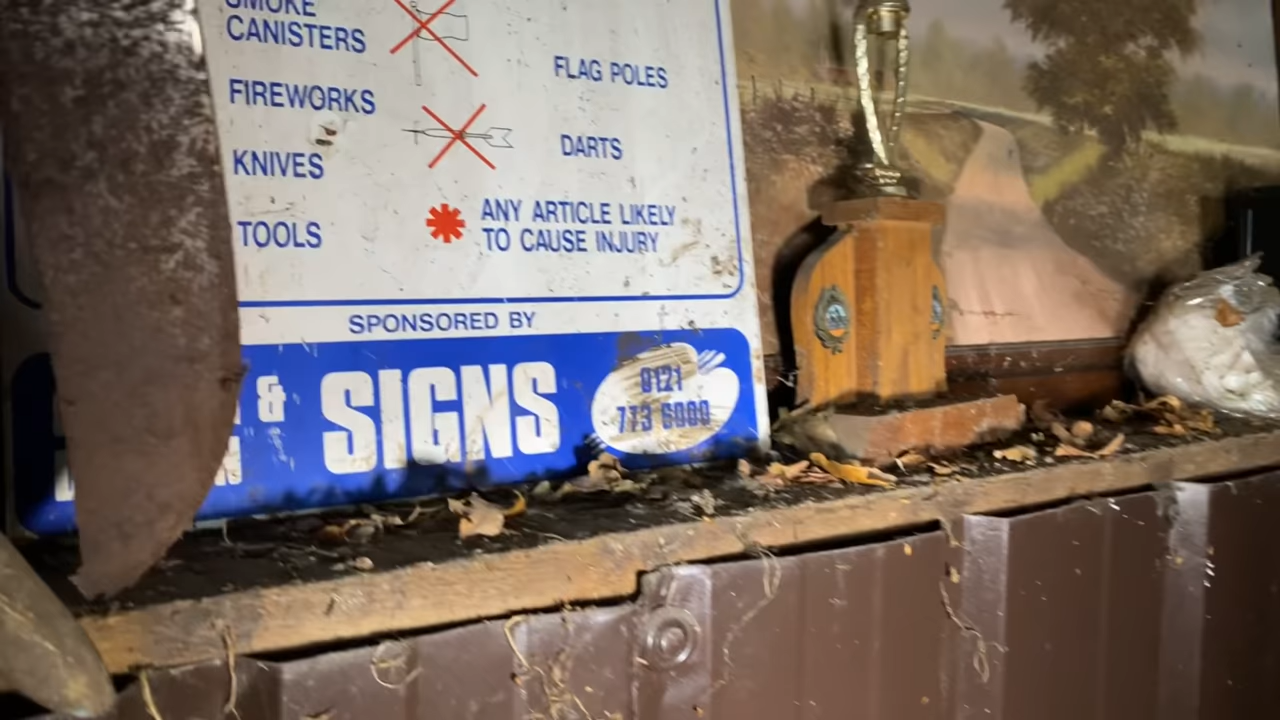 SMOKE
CANISTERS
FLAG POLES
FIREWORKS
DARTS
KNIVES
TOOLS
ANY ARTICLE LIKELY
TO CAUSE INJURY
SPONSORED BY
& SIGNS
0121
773 6000